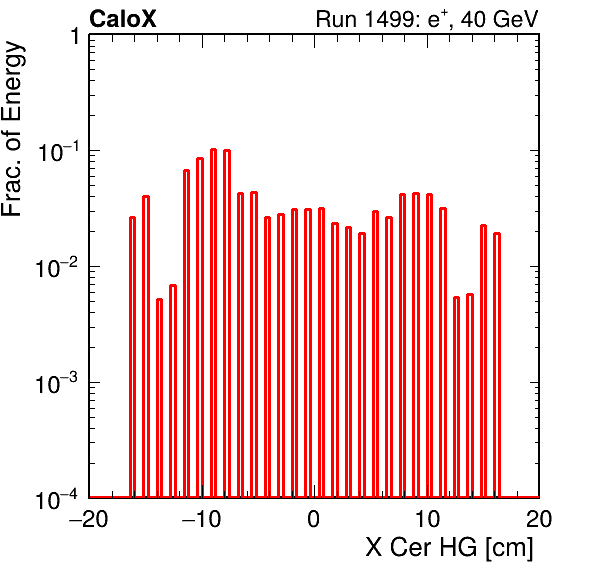 CaloX Run 1499: e⁺, 40 GeV
Frac. of Energy
1
10⁻¹
10⁻²
10⁻³
10⁻⁴
−20 −10 0 10 20
X Cer HG [cm]